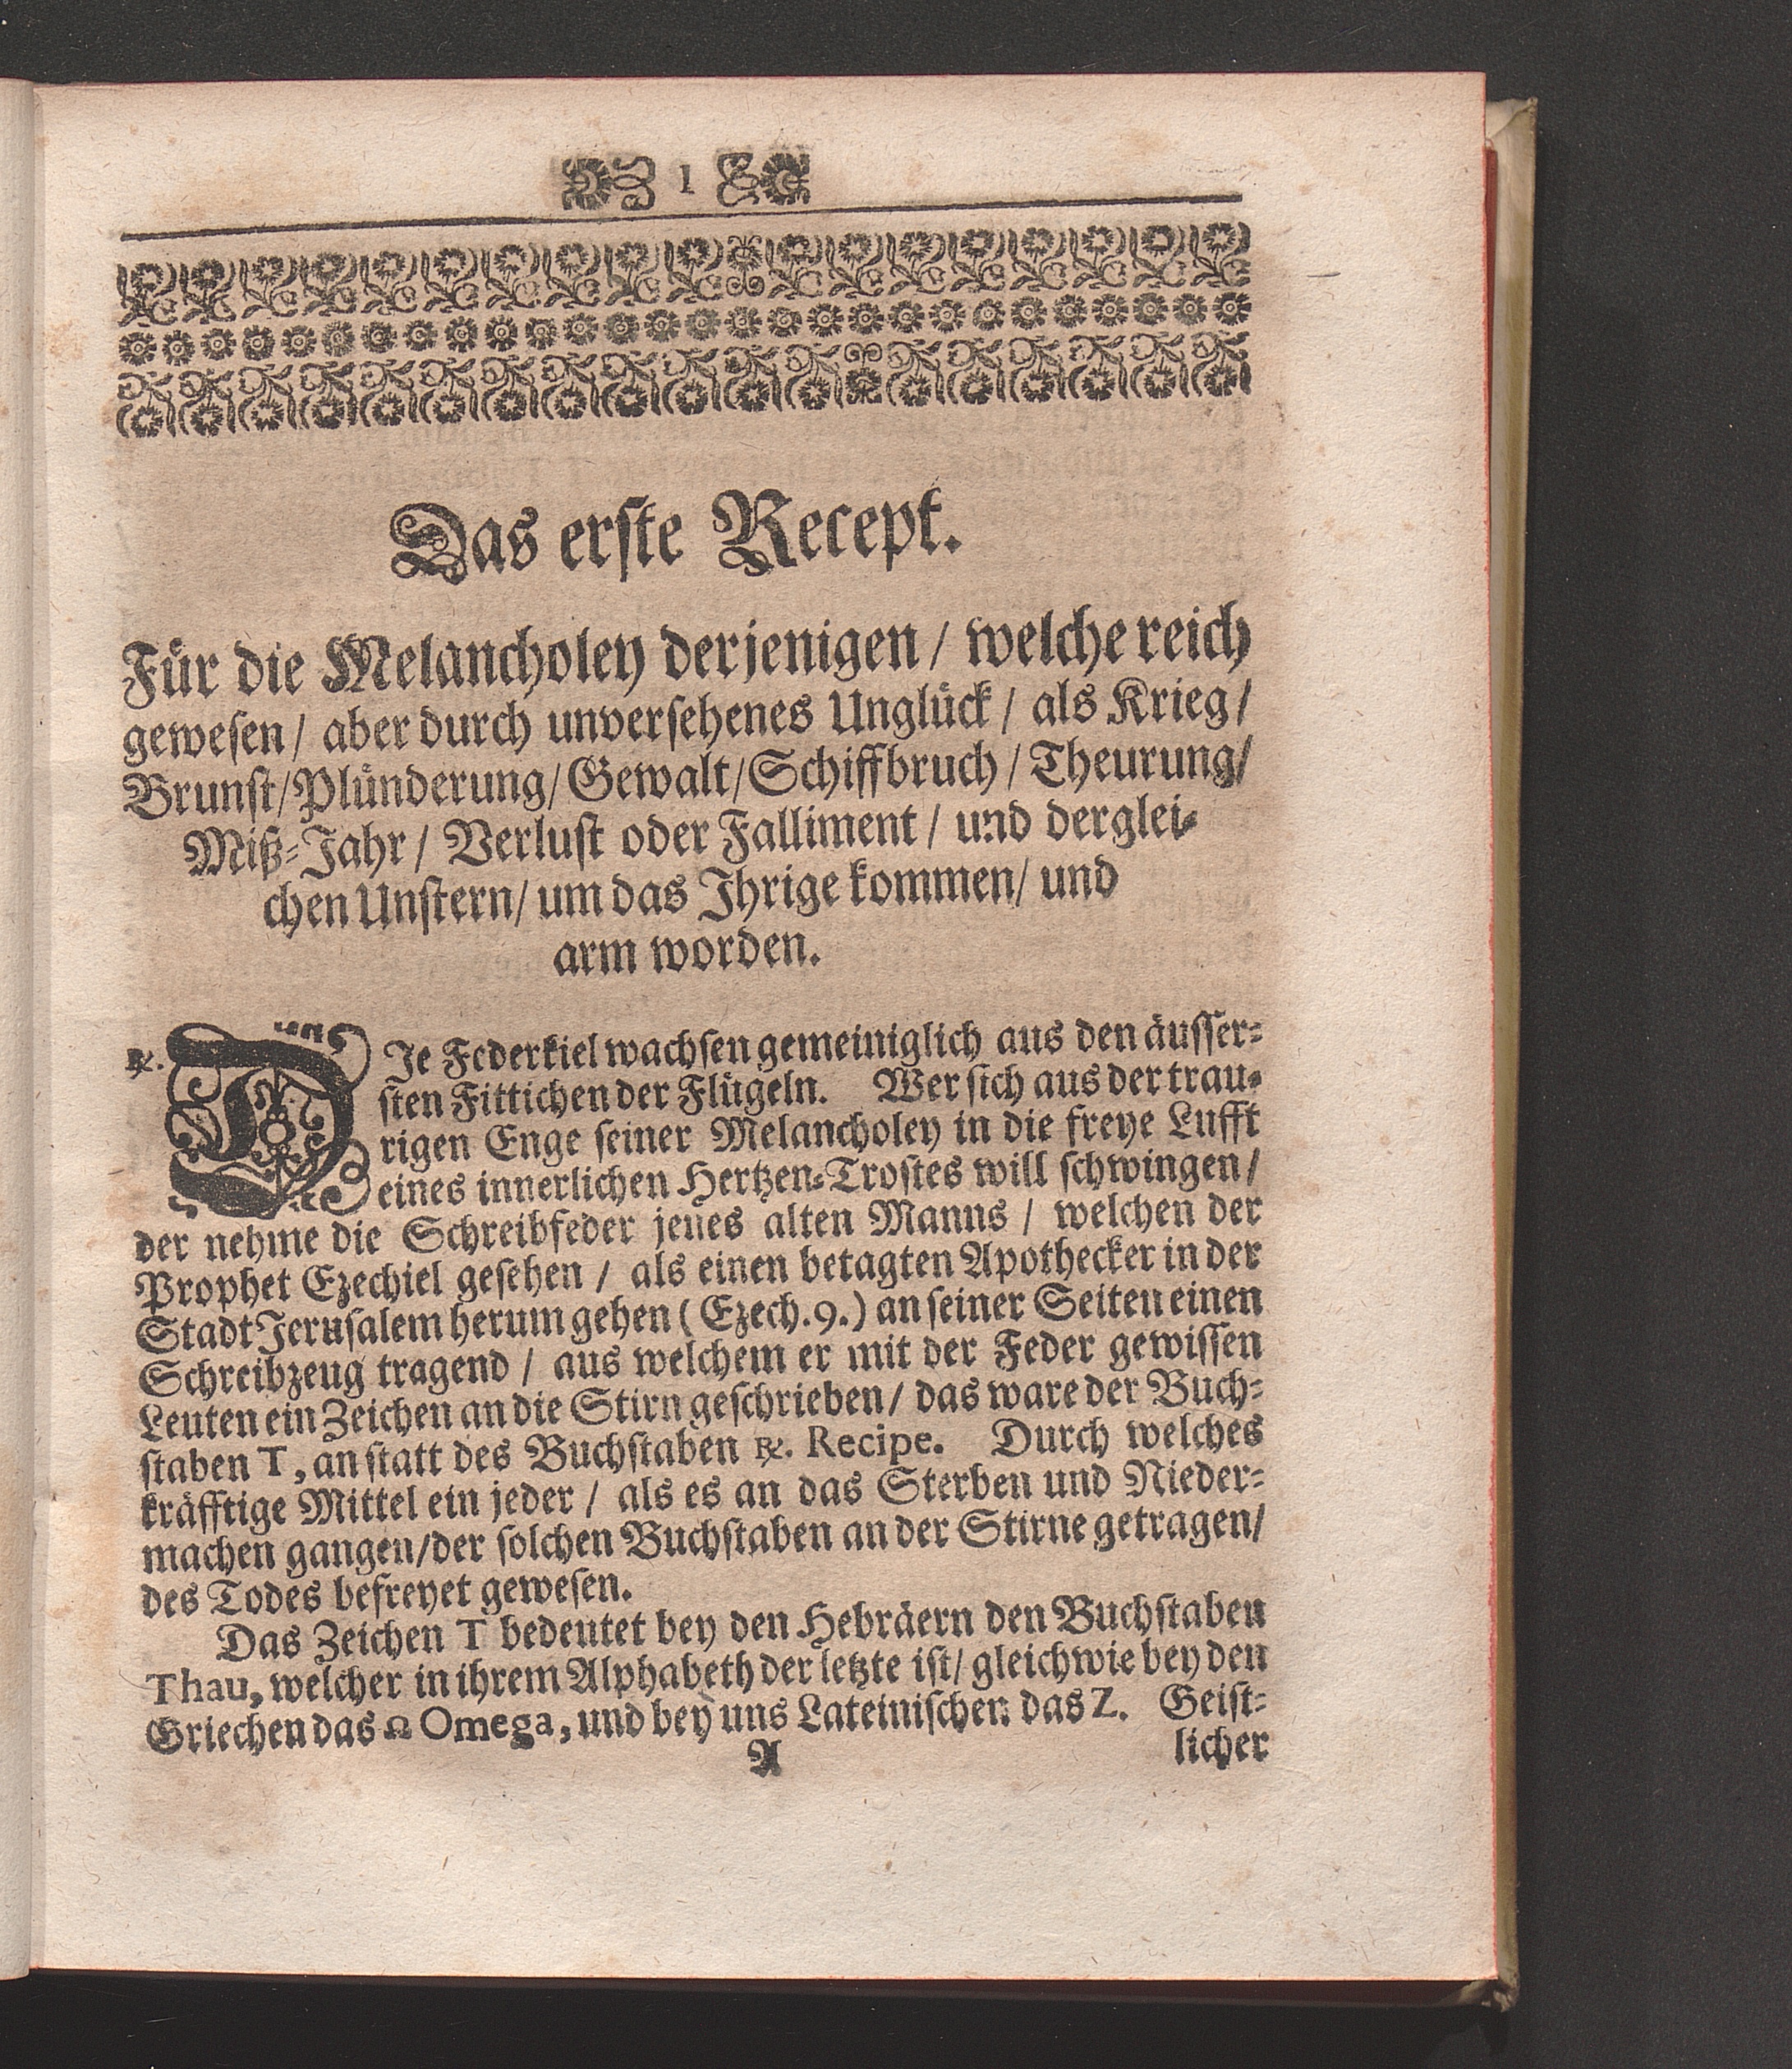 1
Das erste Recept.
Für die Melancholey derjenigen / welche reich
gewesen / aber durch unversehenes Unglück / als Krieg /
Brunst / Plünderung / Gewalt / Schiffbruch / Theurung /
Miß-Jahr / Verlust oder Falliment / und derglei-
chen Unstern / um das Ihrige kommen / und
arm worden.
℞. DIe Federkiel wachsen gemeiniglich aus den äusser-
sten Fittichen der Flügeln. Wer sich aus der trau-
rigen Enge seiner Melancholey in die freye Lufft
eines innerlichen Hertzen-Trostes will schwingen /
der nehme die Schreibfeder jenes alten Manns / welchen der
Prophet Ezechiel gesehen / als einen betagten Apothecker in der
Stadt Jerusalem herum gehen (Ezech. 9.) an seiner Seiten einen
Schreibzeug tragend / aus welchem er mit der Feder gewissen
Leuten ein Zeichen an die Stirn geschrieben / das ware der Buch-
staben T, an statt des Buchstaben ℞. Recipe. Durch welches
kräfftige Mittel ein jeder / als es an das Sterben und Nieder-
machen gangen / der solchen Buchstaben an der Stirne getragen /
des Todes befreyet gewesen.
Das Zeichen T bedeutet bey den Hebräern den Buchstaben
Thau, welcher in ihrem Alphabeth der letzte ist / gleichwie bey den
Griechen das Ω Omega, und bey uns Lateinischen das Z. Geist-
A licher